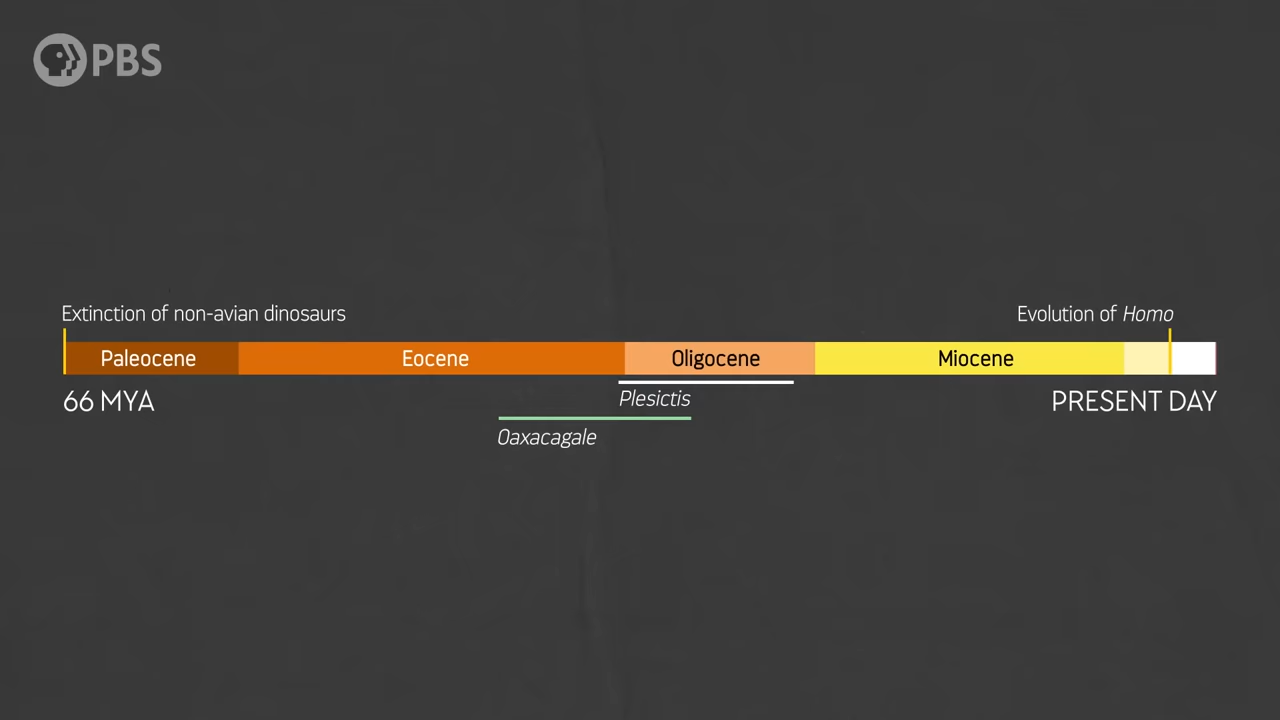 PBS
Extinction of non-avian dinosaurs
Evolution of Homo
Paleocene
Eocene
Oligocene
Miocene
66 MYA
Plesictis
PRESENT DAY
Oaxacagale